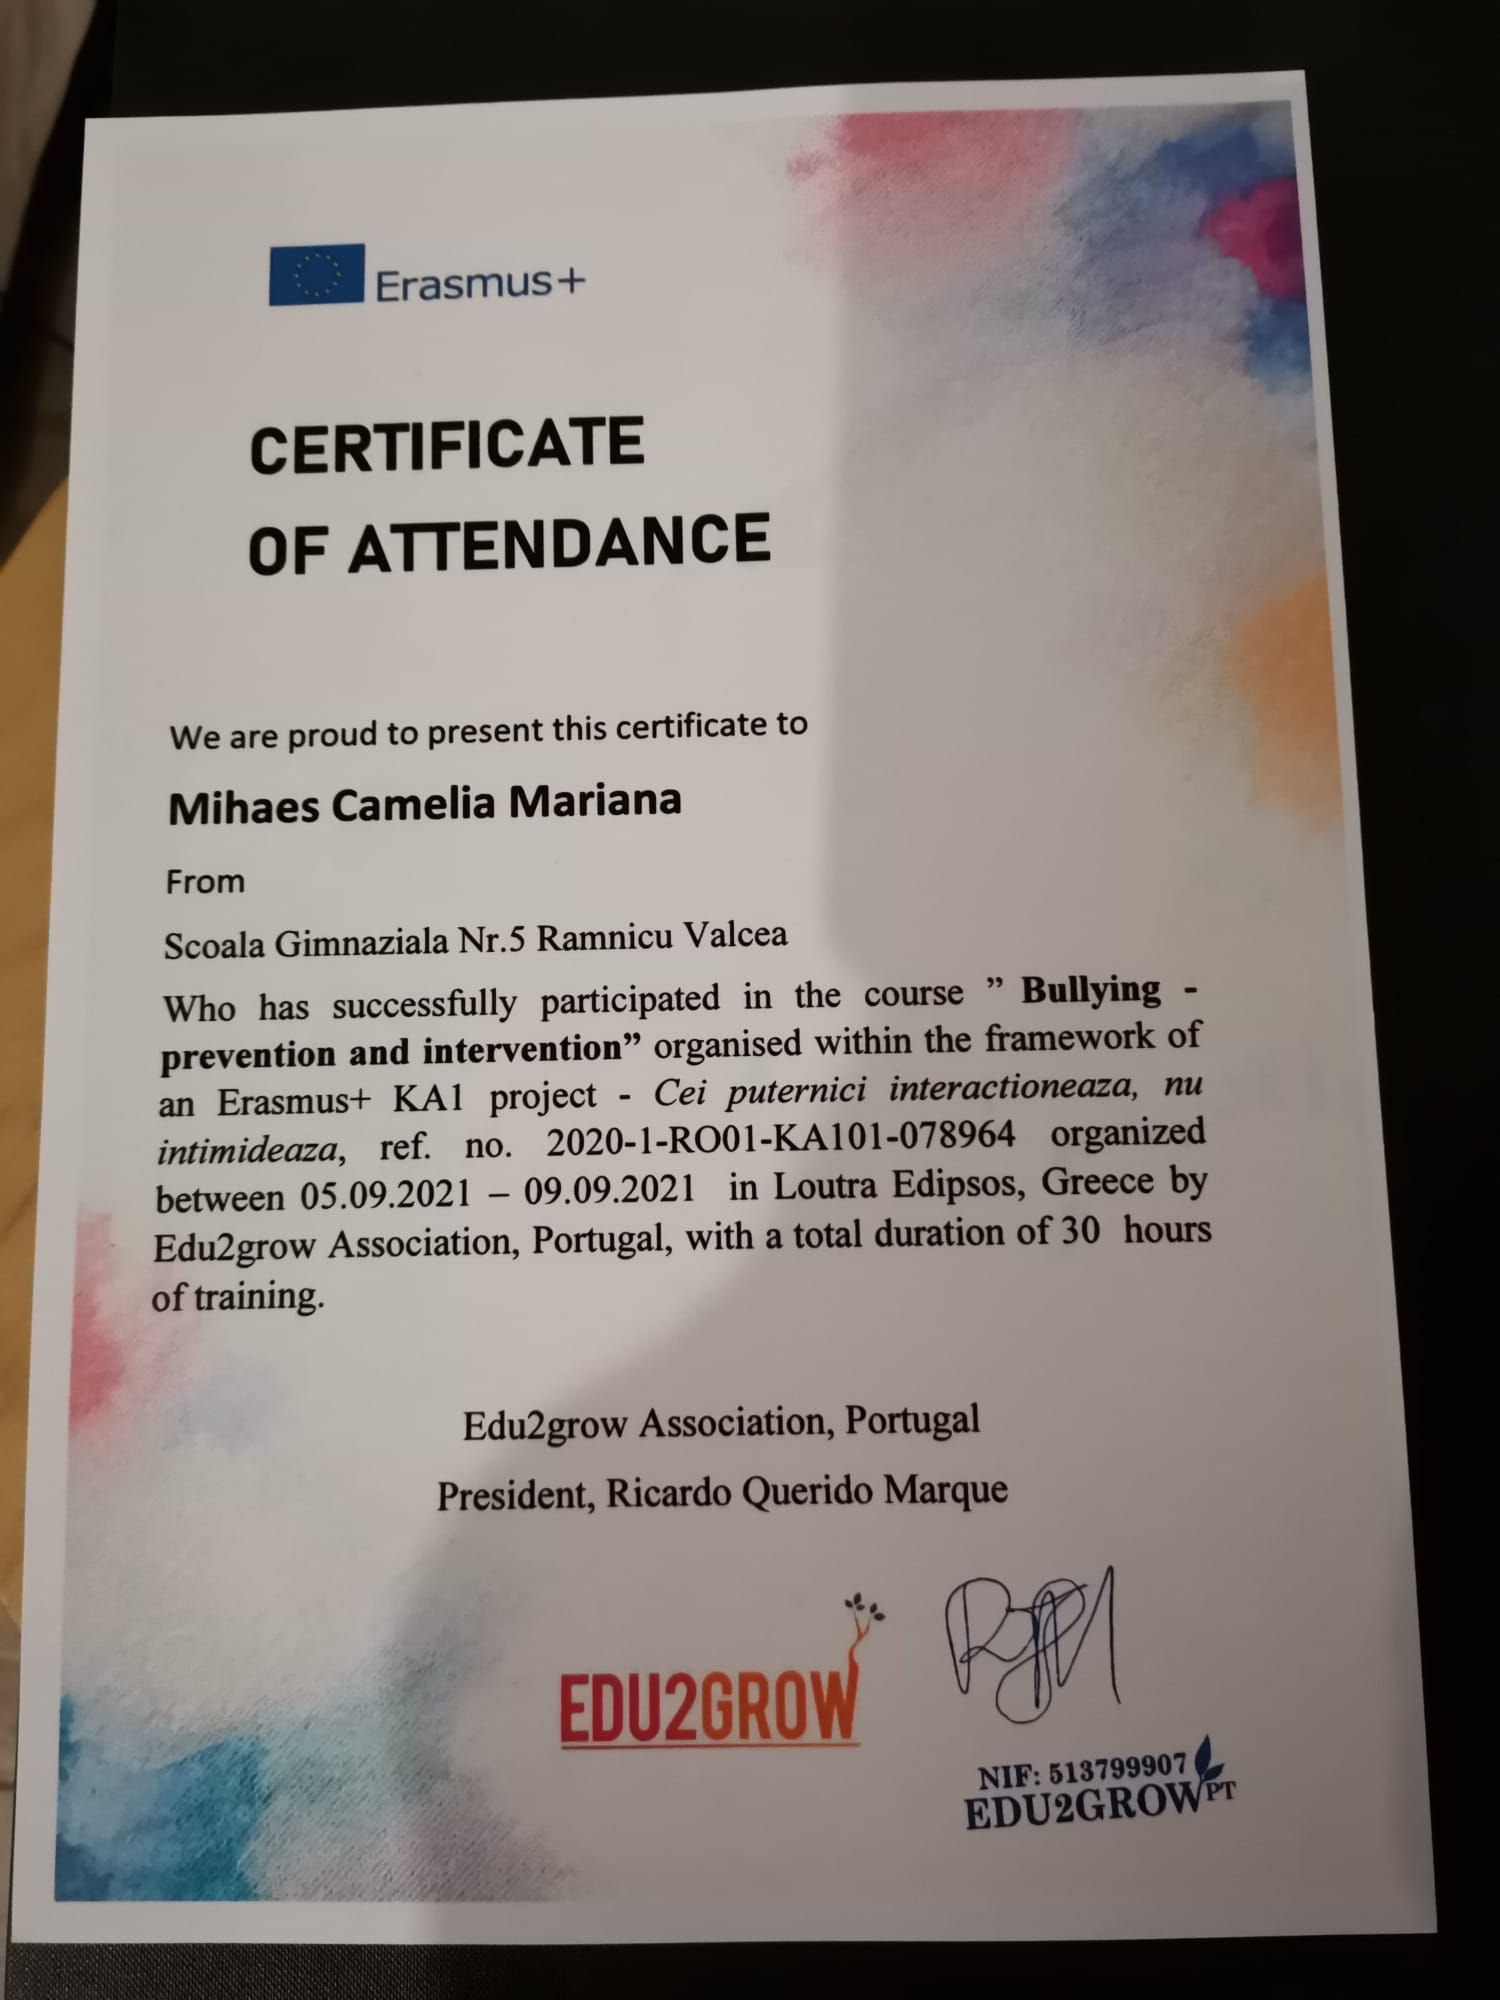 Erasmus+
CERTIFICATE
OF ATTENDANCE
We are proud to present this certificate to
Mihaes Camelia Mariana
From
Scoala Gimnaziala Nr.5 Ramnicu Valcea
Who has successfully participated in the course ” Bullying -
prevention and intervention” organised within the framework of
an Erasmus+ KA1 project - Cei puternici interactioneaza, nu
intimideaza, ref. no. 2020-1-RO01-KA101-078964 organized
between 05.09.2021 – 09.09.2021 in Loutra Edipsos, Greece by
Edu2grow Association, Portugal, with a total duration of 30 hours
of training.
Edu2grow Association, Portugal
President, Ricardo Querido Marque
EDU2GROW
NIF: 513799907
EDU2GROWPT